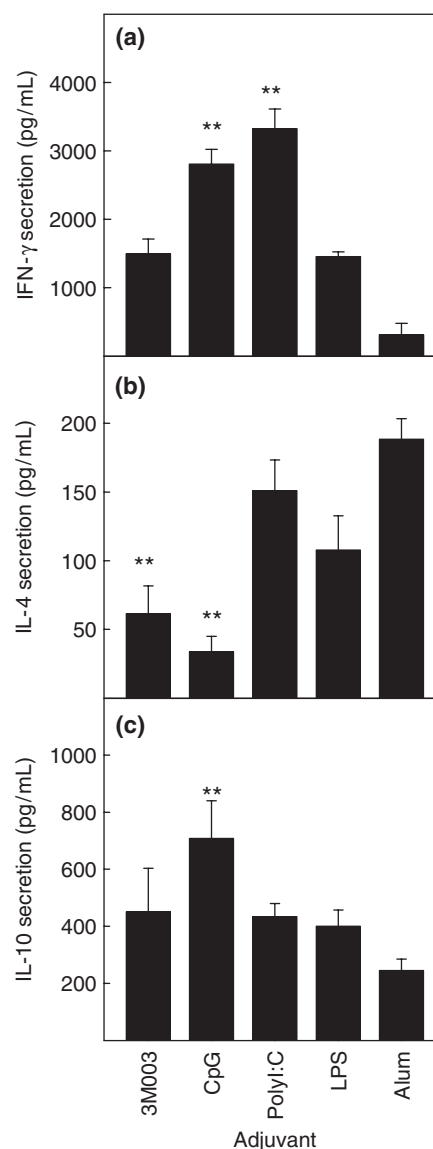 (a)
IFN-γ secretion (pg/mL)
4000
3000
2000
1000
**
**
(b)
IL-4 secretion (pg/mL)
200
150
100
50
**
**
(c)
IL-10 secretion (pg/mL)
1000
800
600
400
200
**
3M003
CpG
PolyI:C
LPS
Alum
Adjuvant